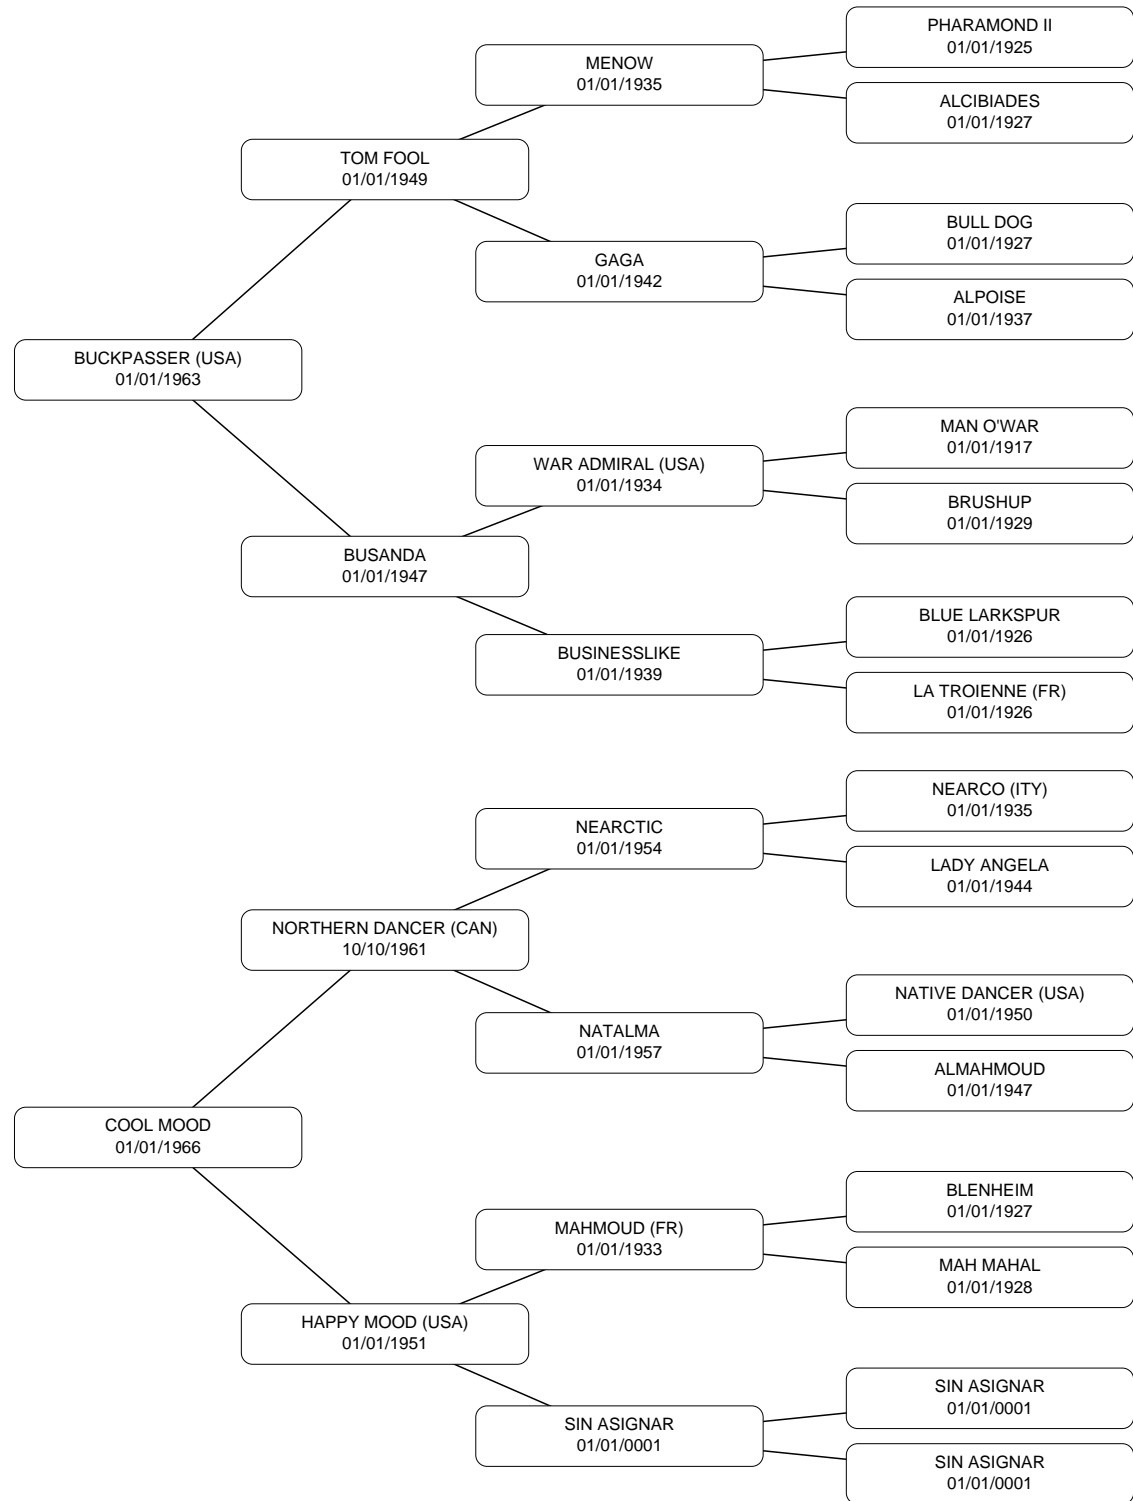 PHARAMOND II
01/01/1925
MENOW
01/01/1935
ALCIBIADES
01/01/1927
TOM FOOL
01/01/1949
BULL DOG
01/01/1927
GAGA
01/01/1942
ALPOISE
01/01/1937
BUCKPASSER (USA)
01/01/1963
MAN O'WAR
01/01/1917
WAR ADMIRAL (USA)
01/01/1934
BRUSHUP
01/01/1929
BUSANDA
01/01/1947
BLUE LARKSPUR
01/01/1926
BUSINESSLIKE
01/01/1939
LA TROIENNE (FR)
01/01/1926
NEARCO (ITY)
01/01/1935
NEARCTIC
01/01/1954
LADY ANGELA
01/01/1944
NORTHERN DANCER (CAN)
10/10/1961
NATIVE DANCER (USA)
01/01/1950
NATALMA
01/01/1957
ALMAHMOUD
01/01/1947
COOL MOOD
01/01/1966
BLENHEIM
01/01/1927
MAHMOUD (FR)
01/01/1933
MAH MAHAL
01/01/1928
HAPPY MOOD (USA)
01/01/1951
SIN ASIGNAR
01/01/0001
SIN ASIGNAR
01/01/0001
SIN ASIGNAR
01/01/0001